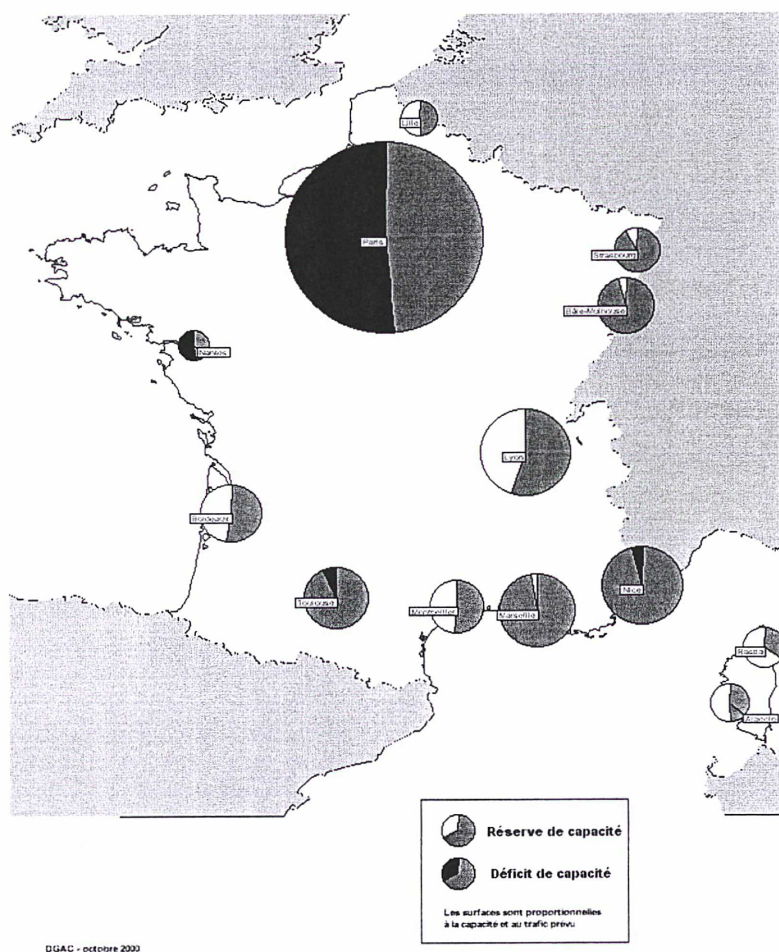 Lille
Paris
Strasbourg
Bâle-Mulhouse
Nantes
Lyon
Bordeaux
Toulouse
Montpellier
Marseille
Nice
Bastia
Ajaccio
Réserve de capacité
Déficit de capacité
Les surfaces sont proportionnelles
à la capacité et au trafic prévu
DGAC - octobre 2000